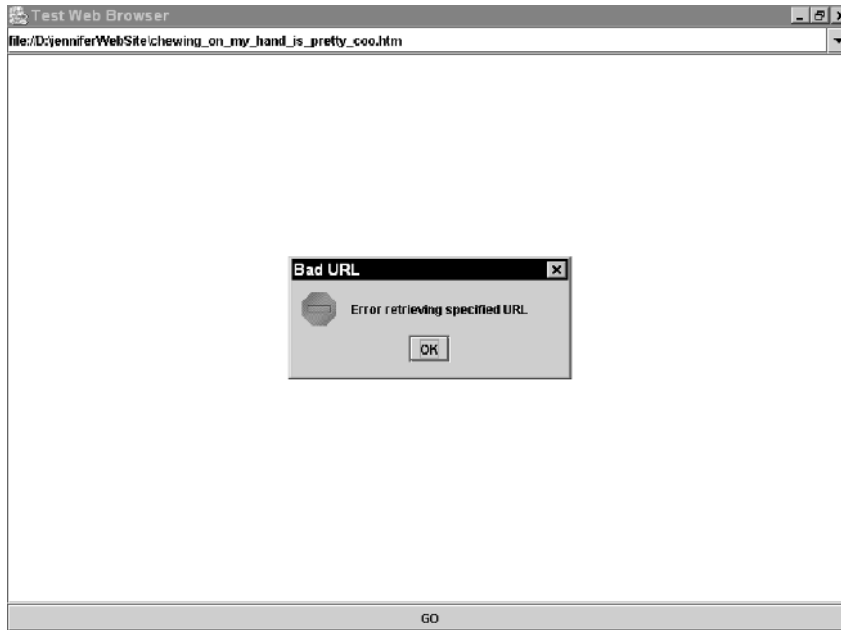 Test Web Browser
file://D:\jenniferWebSite\chewing_on_my_hand_is_pretty_coo.htm
Bad URL
Error retrieving specified URL
OK
GO